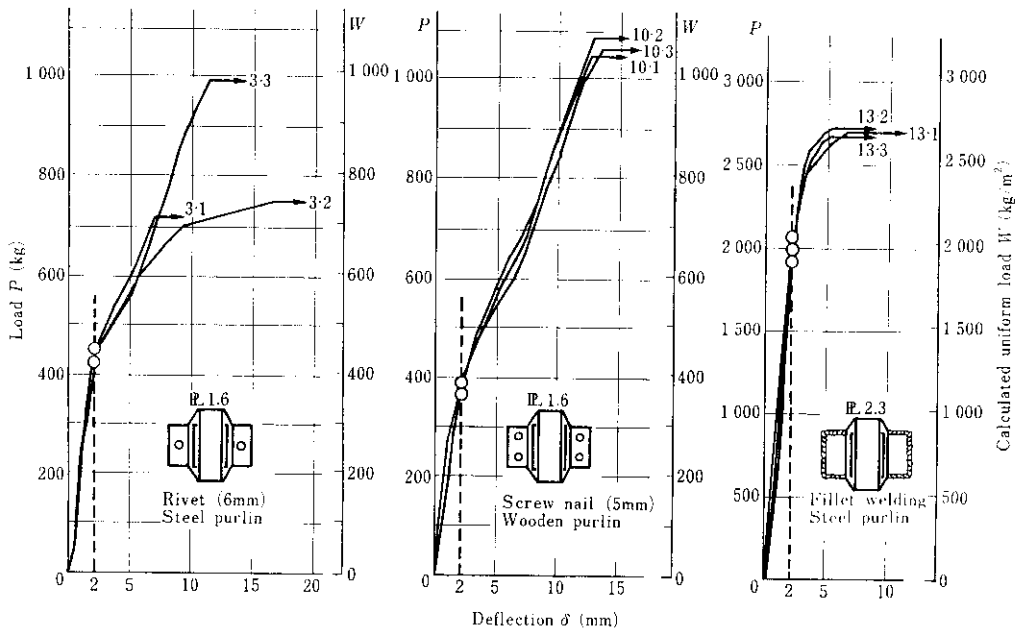 P
W
1 000
800
600
400
200
0
Load P (kg)
1 000
800
600
400
200
0
3·3
3·1
3·2
PL 1.6
Rivet (6mm)
Steel purlin
0 2 5 10 15 20
P
W
1 000
800
600
400
200
0
1 000
800
600
400
200
0
10·2
10·3
10·1
PL 1.6
Screw nail (5mm)
Wooden purlin
0 2 5 10 15
Deflection δ (mm)
P
3 000
2 500
2 000
1 500
1 000
500
3 000
2 500
2 000
1 500
1 000
500
0
Calculated uniform load W (kg/m²)
13·2
13·1
13·3
PL 2.3
Fillet welding
Steel purlin
0 2 5 10